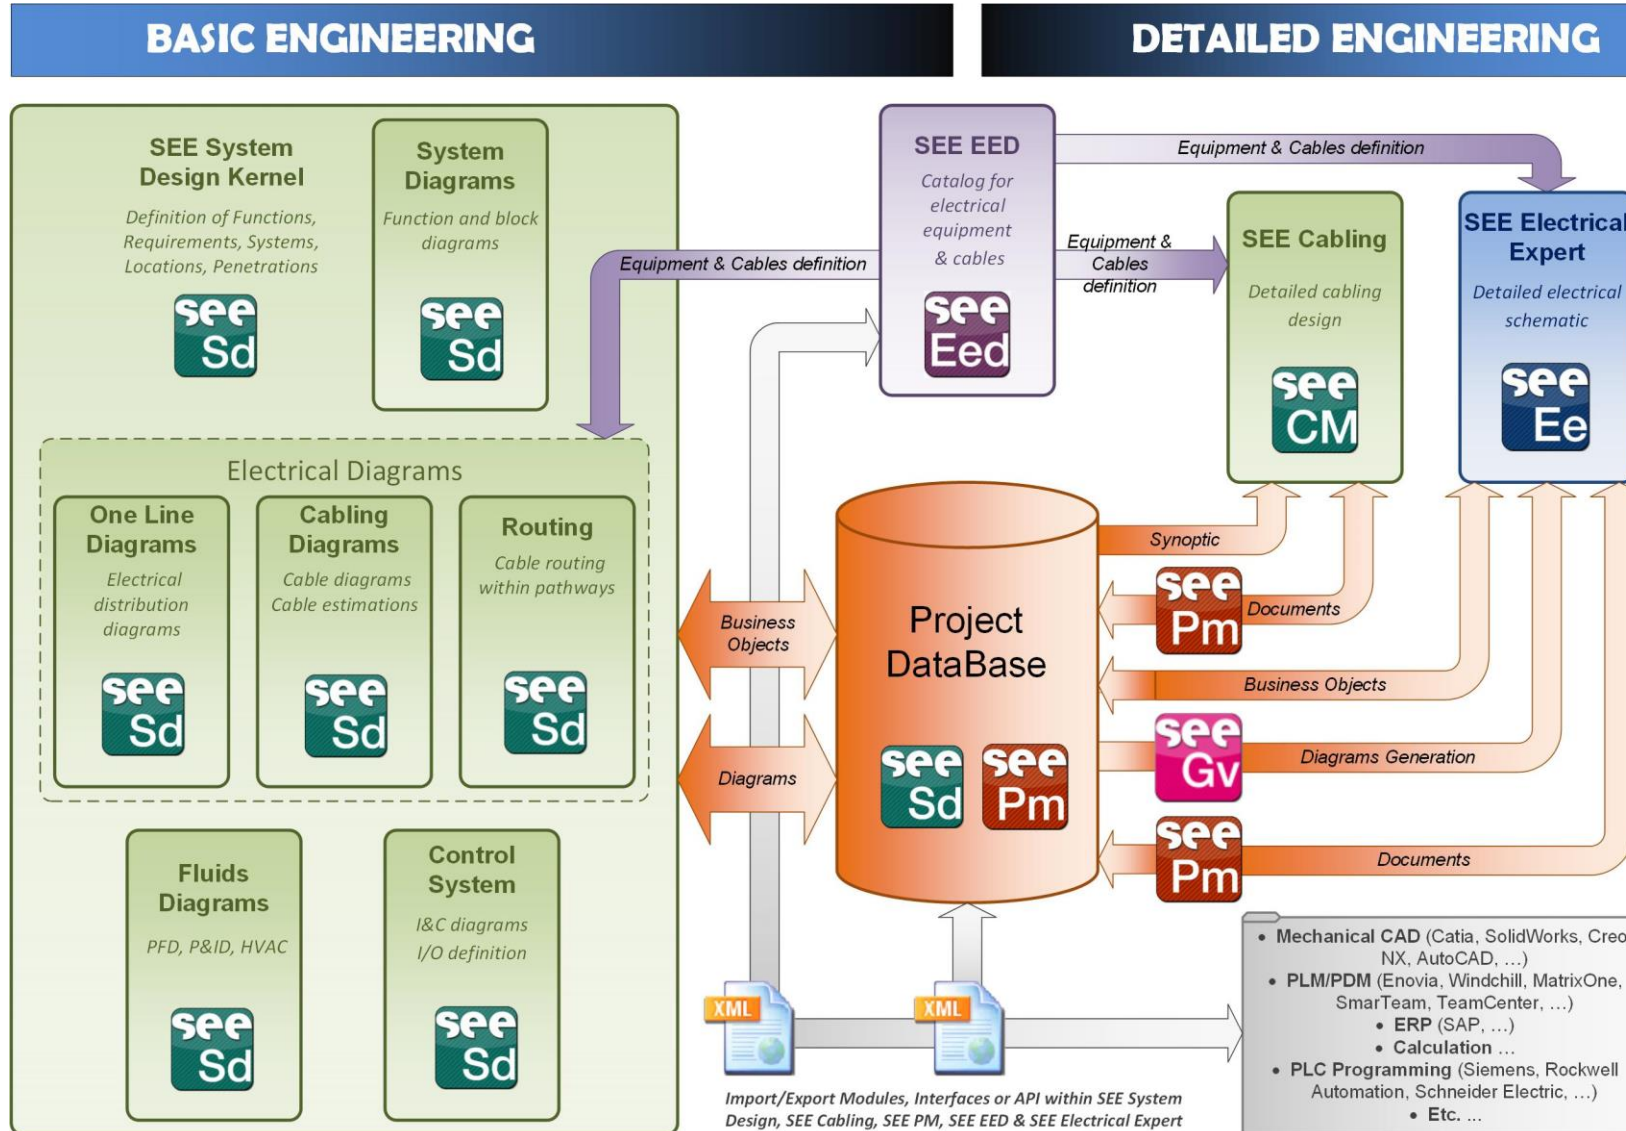 BASIC ENGINEERING
DETAILED ENGINEERING
SEE System
Design Kernel
Definition of Functions,
Requirements, Systems,
Locations, Penetrations
see
Sd
System
Diagrams
Function and block
diagrams
see
Sd
Equipment & Cables definition
Electrical Diagrams
One Line
Diagrams
Electrical
distribution
diagrams
see
Sd
Cabling
Diagrams
Cable diagrams
Cable estimations
see
Sd
Routing
Cable routing
within pathways
see
Sd
Fluids
Diagrams
PFD, P&ID, HVAC
see
Sd
Control
System
I&C diagrams
I/O definition
see
Sd
SEE EED
Catalog for
electrical
equipment
& cables
see
Eed
Equipment & Cables definition
Equipment &
Cables
definition
SEE Cabling
Detailed cabling
design
see
CM
SEE Electrical
Expert
Detailed electrical
schematic
see
Ee
Business
Objects
Diagrams
Project
DataBase
see
Sd
see
Pm
Synoptic
see
Pm
Documents
Business Objects
see
Gv
Diagrams Generation
see
Pm
Documents
XML
XML
Import/Export Modules, Interfaces or API within SEE System
Design, SEE Cabling, SEE PM, SEE EED & SEE Electrical Expert
• Mechanical CAD (Catia, SolidWorks, Creo
NX, AutoCAD, …)
• PLM/PDM (Enovia, Windchill, MatrixOne,
SmarTeam, TeamCenter, …)
• ERP (SAP, …)
• Calculation …
• PLC Programming (Siemens, Rockwell
Automation, Schneider Electric, …)
• Etc. …